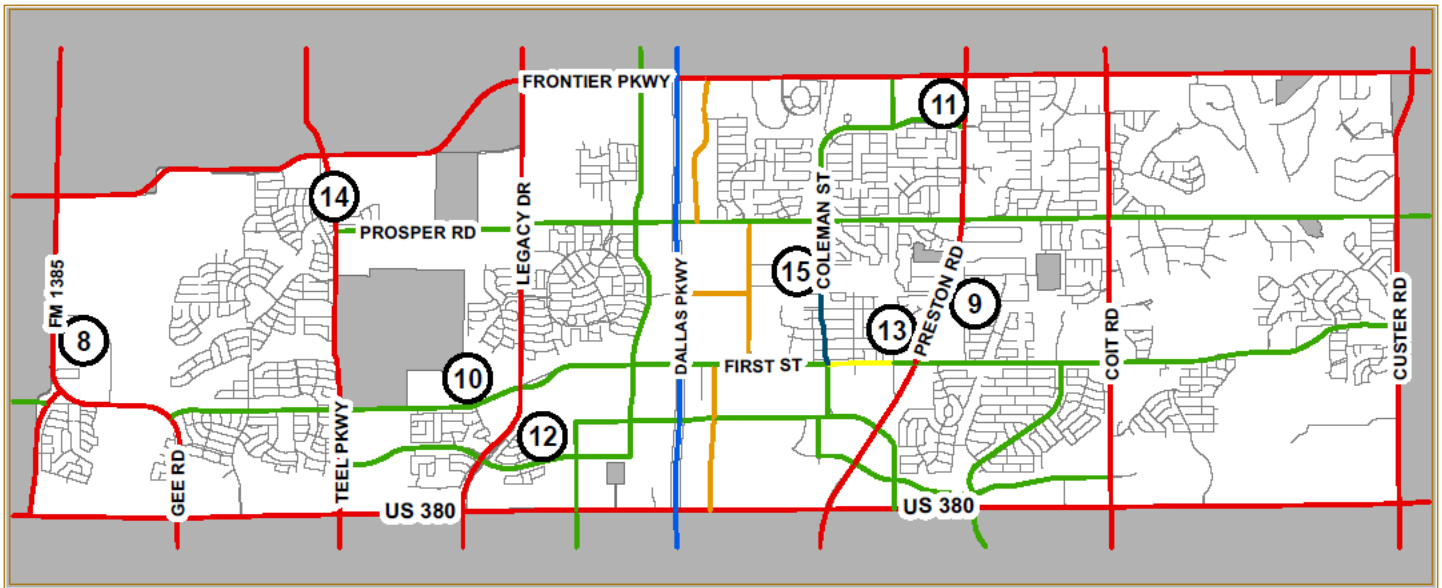 FRONTIER PKWY
11
14
LEGACY DR
COLEMAN ST
PROSPER RD
15
PRESTON RD
9
FM 1385
DALLAS PKWY
CUSTER RD
8
13
COIT RD
FIRST ST
10
12
TEEL PKWY
GEE RD
US 380
US 380